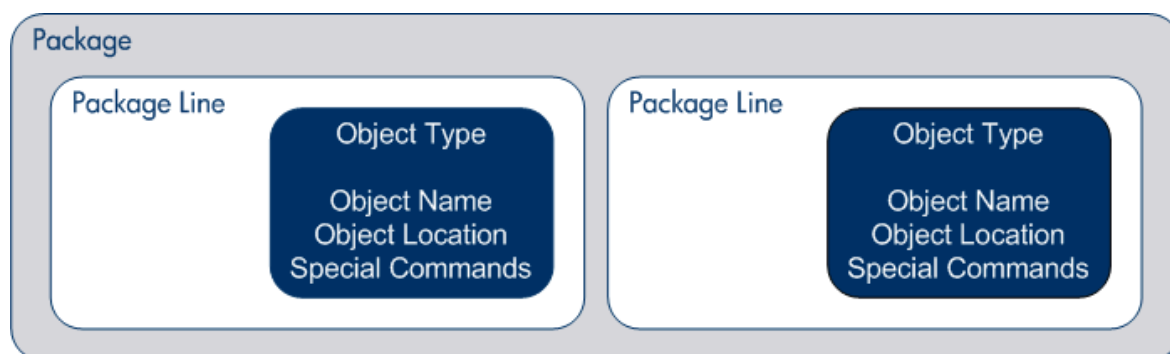 Package
Package Line
Object Type
Object Name
Object Location
Special Commands
Package Line
Object Type
Object Name
Object Location
Special Commands